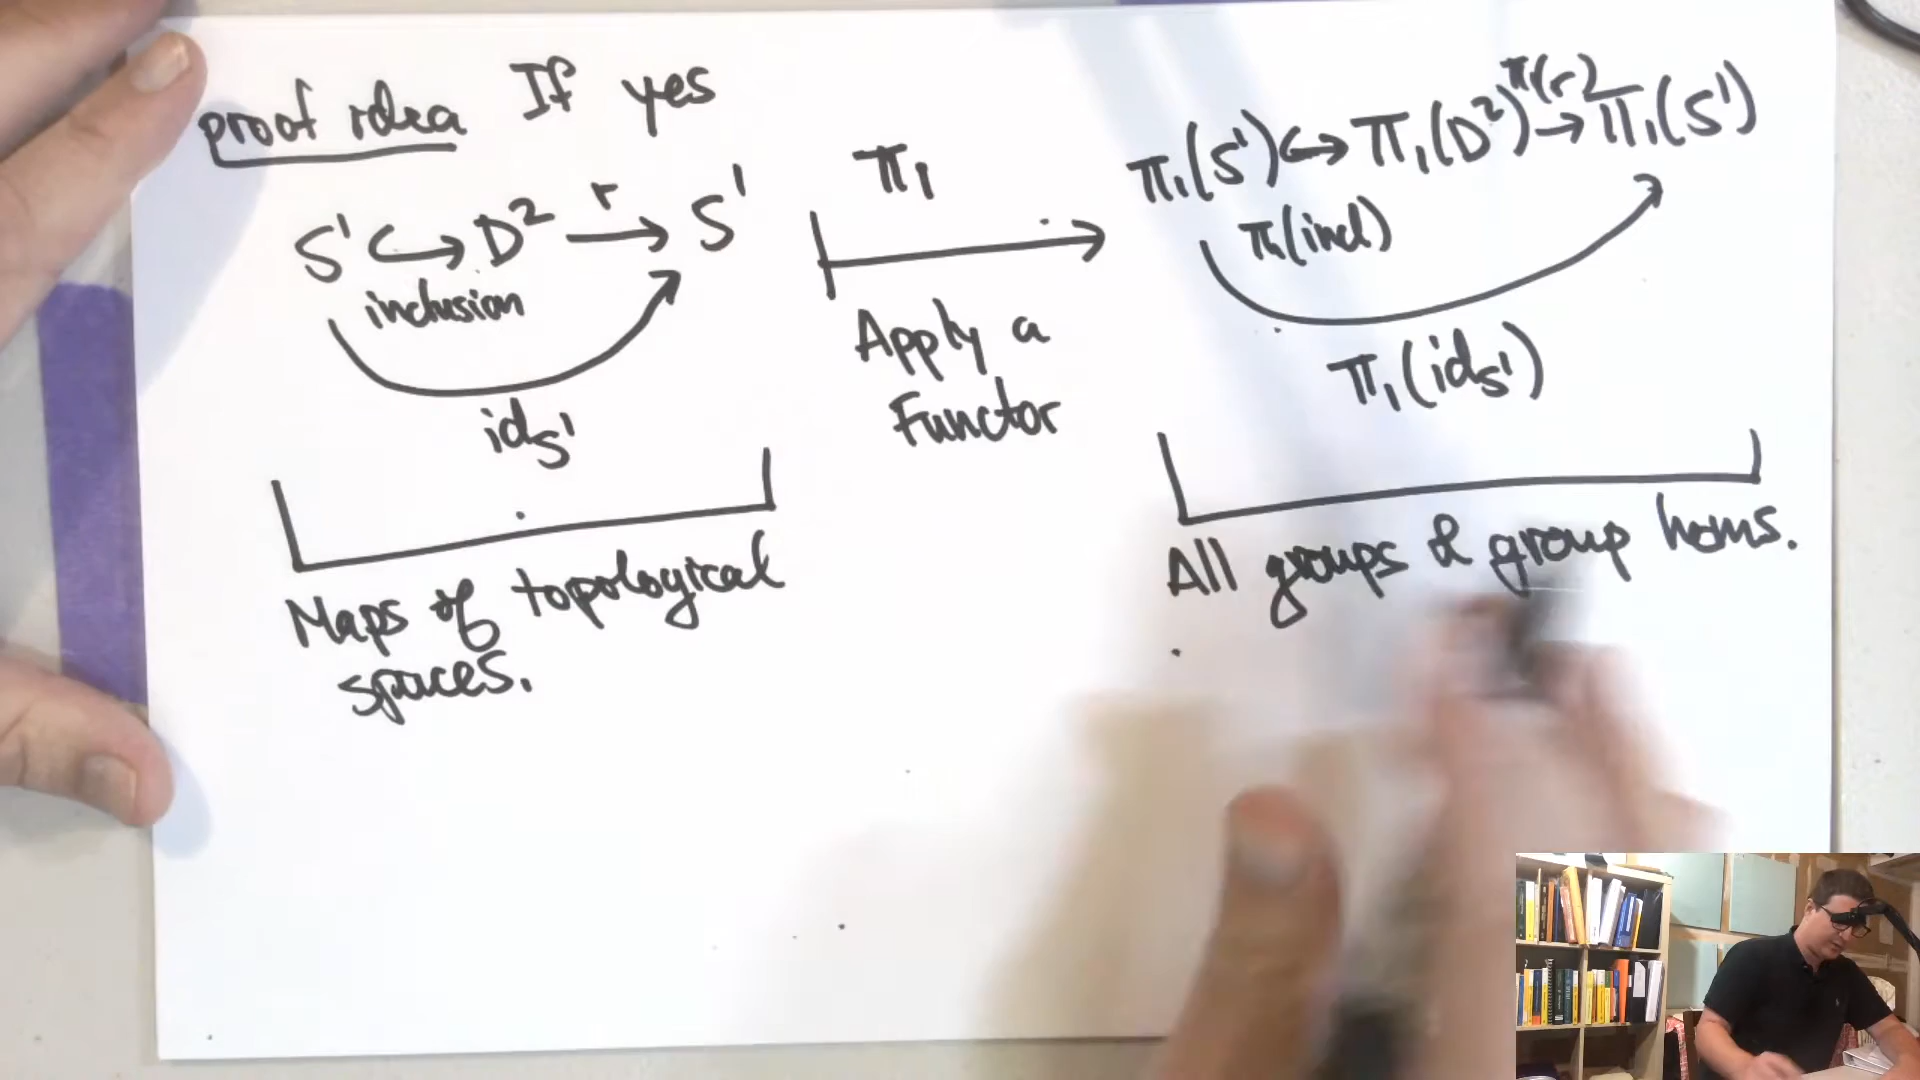 proof idea If yes
S¹ ↪ D² →r S¹
inclusion
id_S¹
Maps of topological
spaces.
π₁
Apply a
Functor
π₁(S¹) ↪ π₁(D²) →π₁(r) π₁(S¹)
π₁(incl)
π₁(id_S¹)
All groups & group homs.